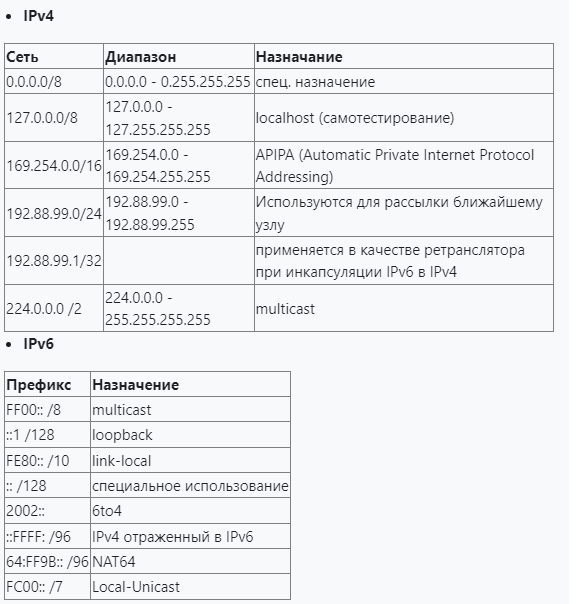 IPv4
Сеть Диапазон Назначание
0.0.0.0/8 0.0.0.0 - 0.255.255.255 спец. назначение
127.0.0.0/8 127.0.0.0 -
127.255.255.255 localhost (самотестирование)
169.254.0.0/16 169.254.0.0 -
169.254.255.255 APIPA (Automatic Private Internet Protocol
Addressing)
192.88.99.0/24 192.88.99.0 -
192.88.99.255 Используются для рассылки ближайшему
узлу
192.88.99.1/32 применяется в качестве ретранслятора
при инкапсуляции IPv6 в IPv4
224.0.0.0 /2 224.0.0.0 -
255.255.255.255 multicast
IPv6
Префикс Назначение
FF00:: /8 multicast
::1 /128 loopback
FE80:: /10 link-local
:: /128 специальное использование
2002:: 6to4
::FFFF: /96 IPv4 отраженный в IPv6
64:FF9B:: /96 NAT64
FC00:: /7 Local-Unicast